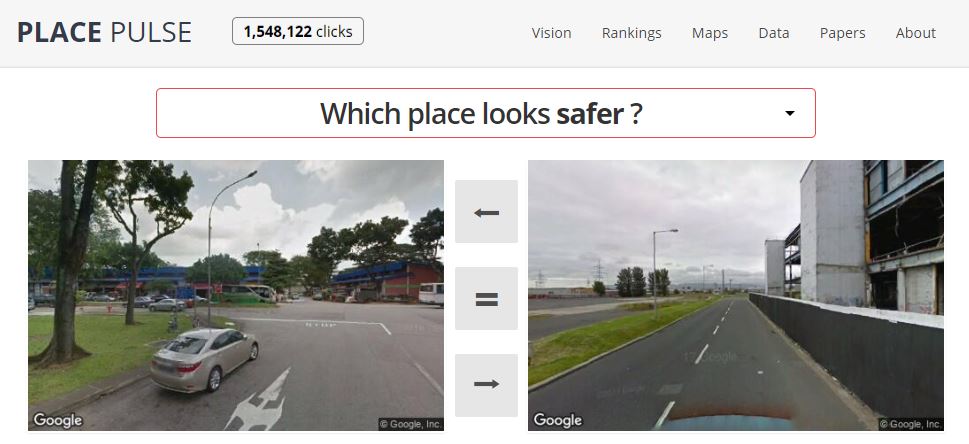 PLACE PULSE
1,548,122 clicks
Vision Rankings Maps Data Papers About
Which place looks safer ?
STOP
Google
© Google, Inc.
Google
© Google, Inc.